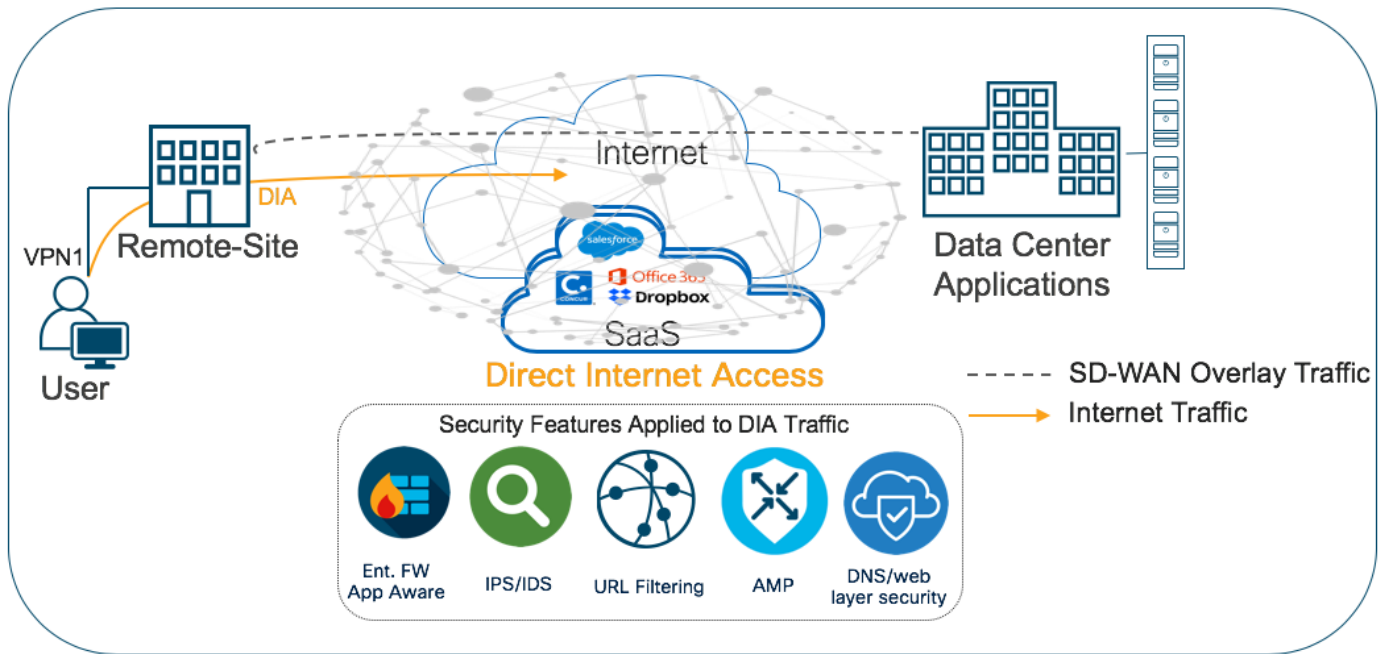 Internet
DIA
Remote-Site
VPN1
User
salesforce
C.
CONCUR
Office 365
Dropbox
SaaS
Direct Internet Access
Data Center
Applications
SD-WAN Overlay Traffic
Internet Traffic
Security Features Applied to DIA Traffic
Ent. FW
App Aware
IPS/IDS
URL Filtering
AMP
DNS/web
layer security